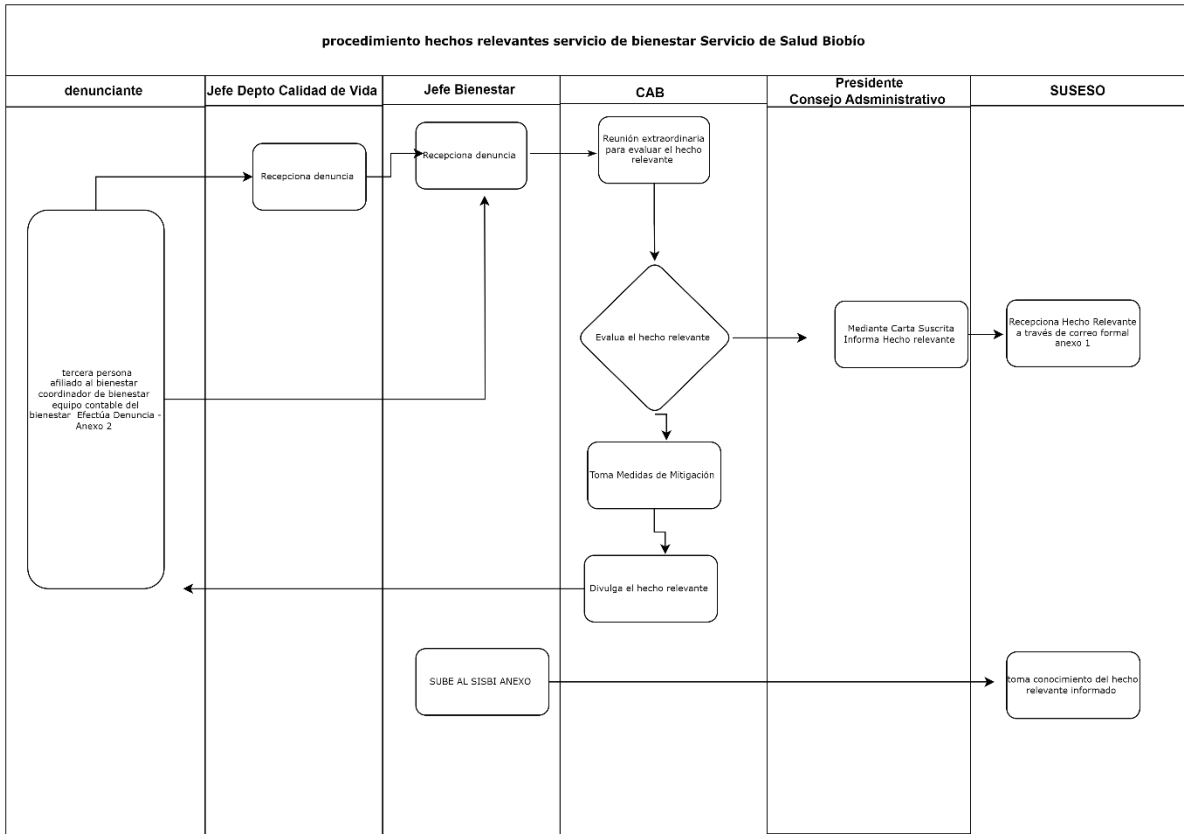 procedimiento hechos relevantes servicio de bienestar Servicio de Salud Biobío
denunciante
Jefe Depto Calidad de Vida
Jefe Bienestar
CAB
Presidente
Consejo Adsministrativo
SUSESO
Recepciona denuncia
Recepciona denuncia
Reunión extraordinaria
para evaluar el hecho
relevante
tercera persona
afiliado al bienestar
coordinador de bienestar
equipo contable del
bienestar Efectúa Denuncia -
Anexo 2
Evalua el hecho relevante
Mediante Carta Suscrita
Informa Hecho relevante
Recepciona Hecho Relevante
a través de correo formal
anexo 1
Toma Medidas de Mitigación
Divulga el hecho relevante
SUBE AL SISBI ANEXO
toma conocimiento del hecho
relevante informado